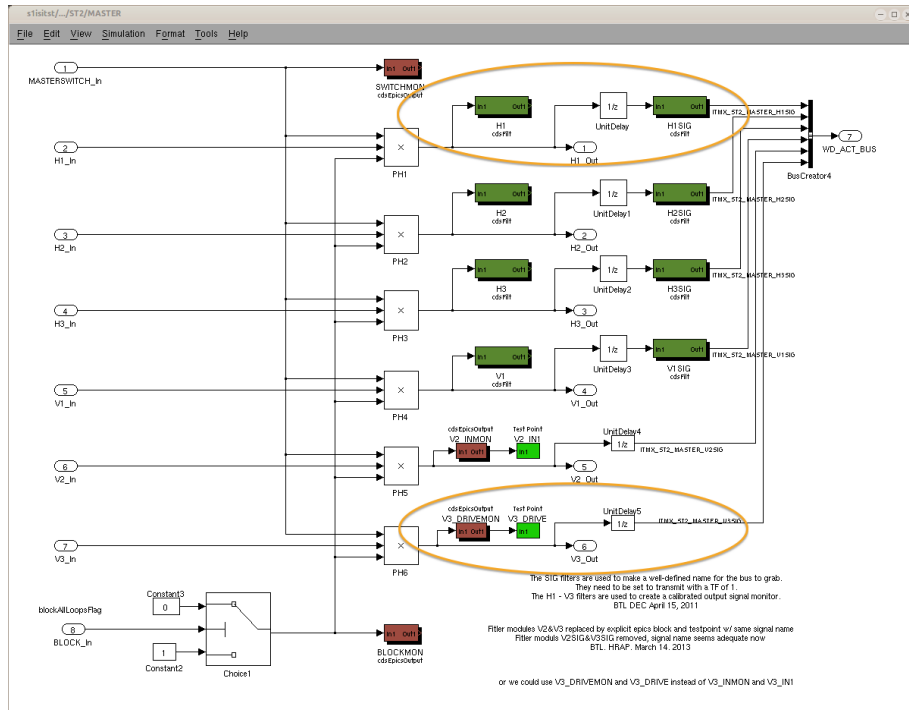 s1isitst/.../ST2/MASTER
File Edit View Simulation Format Tools Help
1
MASTERSWITCH_In
In1 Out1
SWITCHMON
cdsEpicsOutput
In1 Out1
H1
cdsFilt
1/z
UnitDelay
In1 Out1
H1SIG
cdsFilt
ITMX_ST2_MASTER_H1SIG
7
WD_ACT_BUS
BusCreator4
2
H1_In
×
PH1
1
H1_Out
In1 Out1
H2
cdsFilt
1/z
UnitDelay1
In1 Out1
H2SIG
cdsFilt
ITMX_ST2_MASTER_H2SIG
3
H2_In
×
PH2
2
H2_Out
In1 Out1
H3
cdsFilt
1/z
UnitDelay2
In1 Out1
H3SIG
cdsFilt
ITMX_ST2_MASTER_H3SIG
4
H3_In
×
PH3
3
H3_Out
In1 Out1
V1
cdsFilt
1/z
UnitDelay3
In1 Out1
V1SIG
cdsFilt
ITMX_ST2_MASTER_V1SIG
5
V1_In
×
PH4
4
V1_Out
cdsEpicsOutput
V2_INMON
In1 Out1
Test Point
V2_IN1
In1
UnitDelay4
1/z
ITMX_ST2_MASTER_V2SIG
6
V2_In
×
PH5
5
V2_Out
cdsEpicsOutput
V3_DRIVEMON
In1 Out1
Test Point
V3_DRIVE
In1
UnitDelay5
1/z
ITMX_ST2_MASTER_V3SIG
7
V3_In
×
PH6
6
V3_Out
The SIG filters are used to make a well-defined name for the bus to grab.
They need to be set to transmit with a TF of 1.
The H1 - V3 filters are used to create a calibrated output signal monitor.
BTL DEC April 15, 2011
Constant3
0
blockAllLoopsFlag
8
BLOCK_In
1
Constant2
Choice1
In1 Out1
BLOCKMON
cdsEpicsOutput
Fitler modules V2&V3 replaced by explicit epics block and testpoint w/ same signal name
Fitler moduls V2SIG&V3SIG removed, signal name seems adequate now
BTL. HRAP. March 14. 2013
or we could use V3_DRIVEMON and V3_DRIVE instead of V3_INMON and V3_IN1